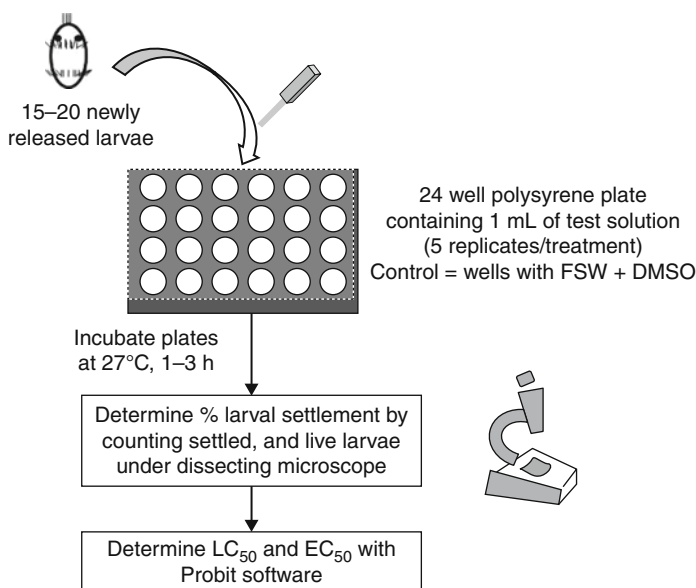 15–20 newly
released larvae
24 well polysyrene plate
containing 1 mL of test solution
(5 replicates/treatment)
Control = wells with FSW + DMSO
Incubate plates
at 27°C, 1–3 h
Determine % larval settlement by
counting settled, and live larvae
under dissecting microscope
Determine LC50 and EC50 with
Probit software